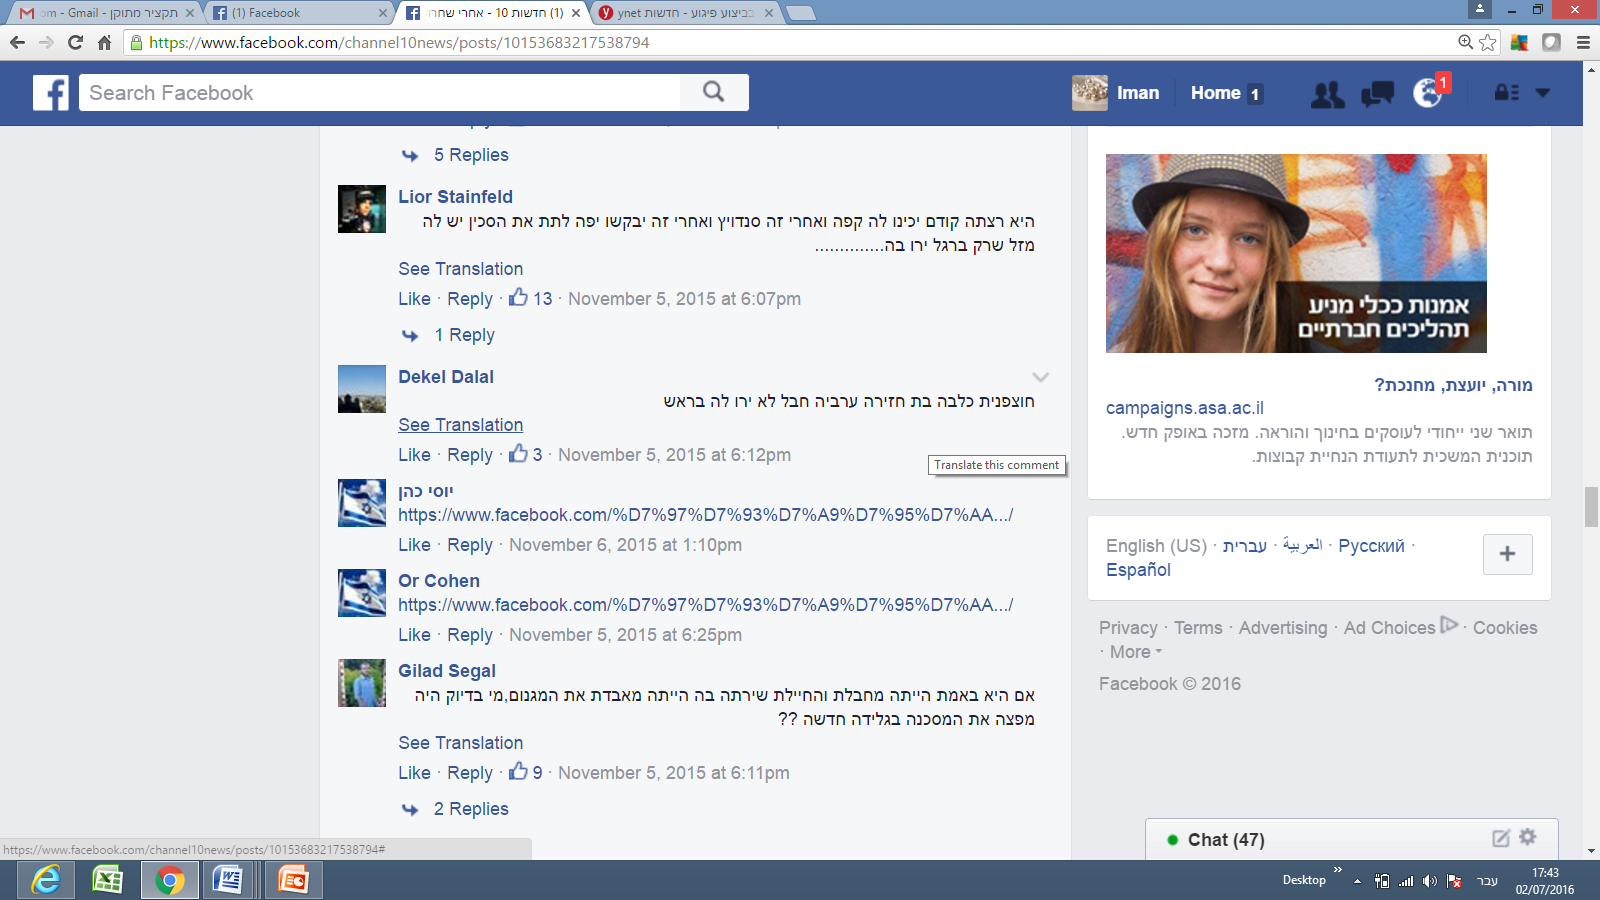 om - Gmail - תקציר מתוקן
(1) Facebook
(1) חדשות 10 - אחרי שחרו
ynet בביצוע פיגוע - חדשות
https://www.facebook.com/channel10news/posts/10153683217538794
Search Facebook
Iman
Home 1
1
5 Replies
Lior Stainfeld
היא רצתה קודם יכינו לה קפה ואחרי זה סנדויץ ואחרי זה יבקשו יפה לתת את הסכין יש לה
מזל שרק ברגל ירו בה..............
See Translation
Like · Reply · 13 · November 5, 2015 at 6:07pm
1 Reply
Dekel Dalal
חוצפנית כלבה בת חזירה ערביה חבל לא ירו לה בראש
See Translation
Like · Reply · 3 · November 5, 2015 at 6:12pm
Translate this comment
יוסי כהן
https://www.facebook.com/%D7%97%D7%93%D7%A9%D7%95%D7%AA.../
Like · Reply · November 6, 2015 at 1:10pm
Or Cohen
https://www.facebook.com/%D7%97%D7%93%D7%A9%D7%95%D7%AA.../
Like · Reply · November 5, 2015 at 6:25pm
Gilad Segal
אם היא באמת הייתה מחבלת והחיילת שירתה בה הייתה מאבדת את המגנום,מי בדיוק היה
מפצה את המסכנה בגלידה חדשה ??
See Translation
Like · Reply · 9 · November 5, 2015 at 6:11pm
2 Replies
אמנות ככלי מניע
תהליכים חברתיים
מורה, יועצת, מחנכת?
campaigns.asa.ac.il
תואר שני ייחודי לעוסקים בחינוך והוראה. מזכה באופק חדש.
תוכנית המשכית לתעודת הנחיית קבוצות.
English (US) · עברית · العربية · Русский ·
Español
Privacy · Terms · Advertising · Ad Choices · Cookies
· More
Facebook © 2016
Chat (47)
https://www.facebook.com/channel10news/posts/10153683217538794#
Desktop
עבר
17:43
02/07/2016